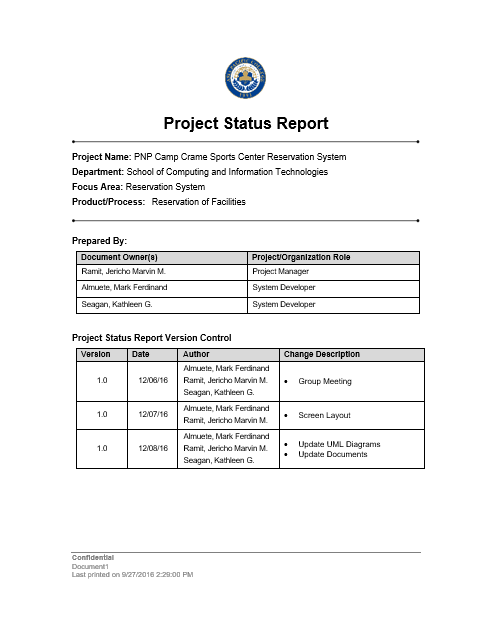 Project Status Report
Project Name: PNP Camp Crame Sports Center Reservation System
Department: School of Computing and Information Technologies
Focus Area: Reservation System
Product/Process: Reservation of Facilities
Prepared By:
Document Owner(s) Project/Organization Role
Ramit, Jericho Marvin M. Project Manager
Almuete, Mark Ferdinand System Developer
Seagan, Kathleen G. System Developer
Project Status Report Version Control
Version Date Author Change Description
1.0 12/06/16 Almuete, Mark Ferdinand
Ramit, Jericho Marvin M.
Seagan, Kathleen G.
• Group Meeting
1.0 12/07/16 Almuete, Mark Ferdinand
Ramit, Jericho Marvin M.
• Screen Layout
1.0 12/08/16 Almuete, Mark Ferdinand
Ramit, Jericho Marvin M.
Seagan, Kathleen G.
• Update UML Diagrams
• Update Documents
Confidential
Document1
Last printed on 9/27/2016 2:29:00 PM